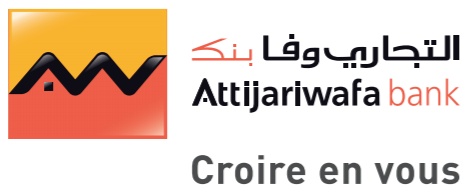 التجاري وفا بنك
Attijariwafa bank
Croire en vous